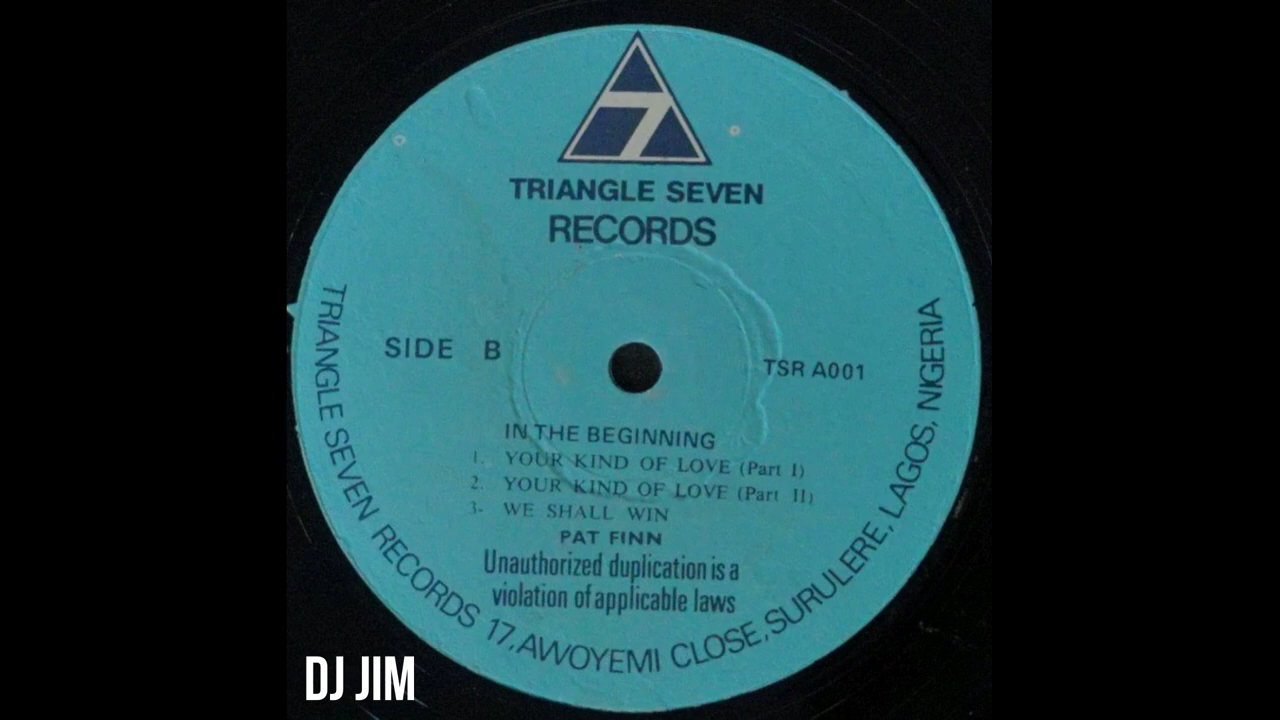 7
TRIANGLE SEVEN
RECORDS
SIDE B
TSR A001
IN THE BEGINNING
1. YOUR KIND OF LOVE (Part I)
2. YOUR KIND OF LOVE (Part II)
3- WE SHALL WIN
PAT FINN
Unauthorized duplication is a
violation of applicable laws
TRIANGLE SEVEN RECORDS 17, AWOYEMI CLOSE, SURULERE, LAGOS, NIGERIA
DJ JIM